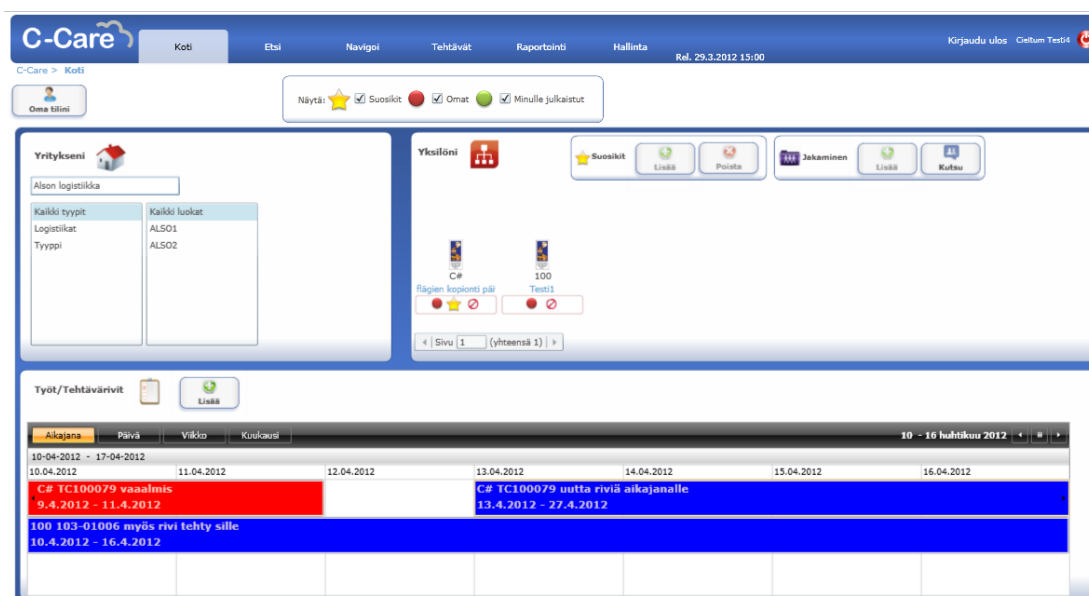 C-Care
Koti Etsi Navigoi Tehtävät Raportointi Hallinta
Rel. 29.3.2012 15:00
Kirjaudu ulos Cieltum Testi4
C-Care > Koti
Oma tilini
Näytä: Suosikit Omat Minulle julkaistut
Yritykseni
Alson logistiikka
Kaikki tyypit Kaikki luokat
Logistiikat ALSO1
Tyyppi ALSO2
Yksilöni
Suosikit Lisää Poista
Jakaminen Lisää Kutsu
C# 100
flägien kopionti päi Testi1
Sivu 1 (yhteensä 1)
Työt/Tehtävärivit Lisää
Aikajana Päivä Viikko Kuukausi 10 - 16 huhtikuu 2012
10-04-2012 - 17-04-2012
10.04.2012 11.04.2012 12.04.2012 13.04.2012 14.04.2012 15.04.2012 16.04.2012
C# TC100079 vaaalmis
9.4.2012 - 11.4.2012
C# TC100079 uutta riviä aikajanalle
13.4.2012 - 27.4.2012
100 103-01006 myös rivi tehty sille
10.4.2012 - 16.4.2012